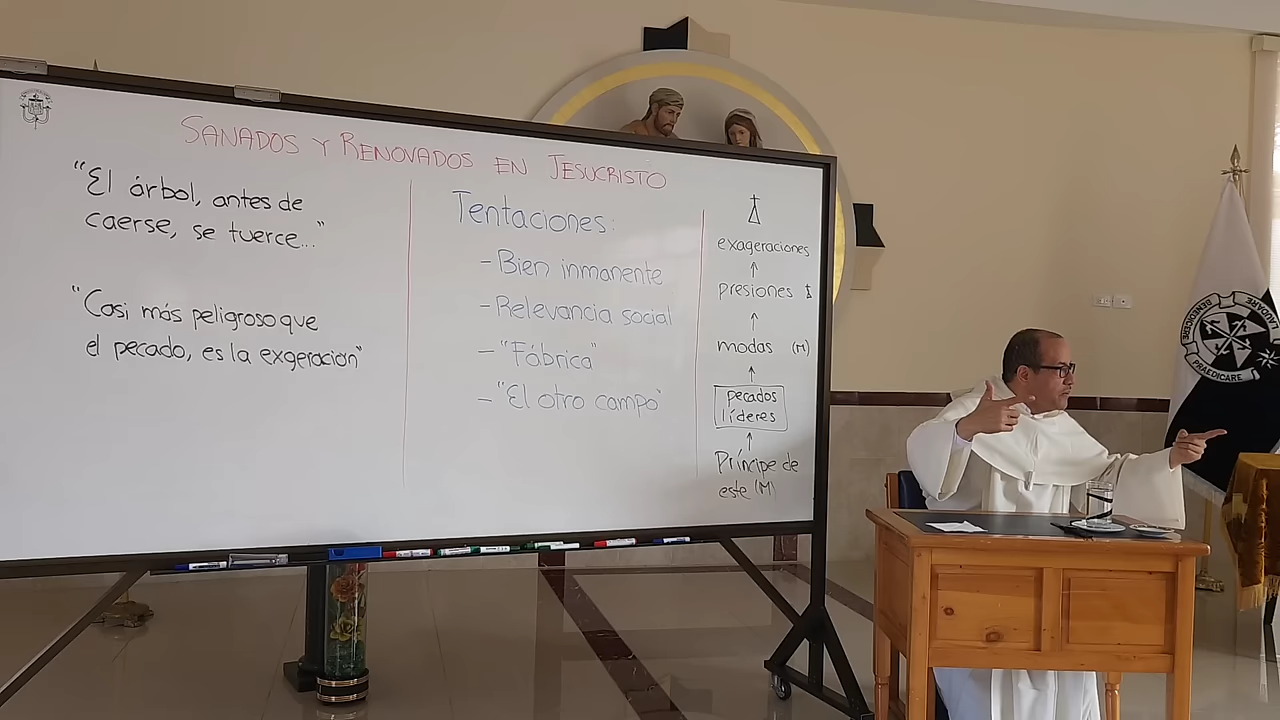 SANADOS Y RENOVADOS EN JESUCRISTO
"El árbol, antes de
caerse, se tuerce..."
"Casi más peligroso que
el pecado, es la exgeración"
Tentaciones:
- Bien inmanente
- Relevancia social
- "Fábrica"
- "El otro campo"
exageraciones
↑
presiones
↑
modas (M)
↑
pecados
líderes
↑
Príncipe de
este (M)
LAUDARE
BENEDICERE
PRAEDICARE